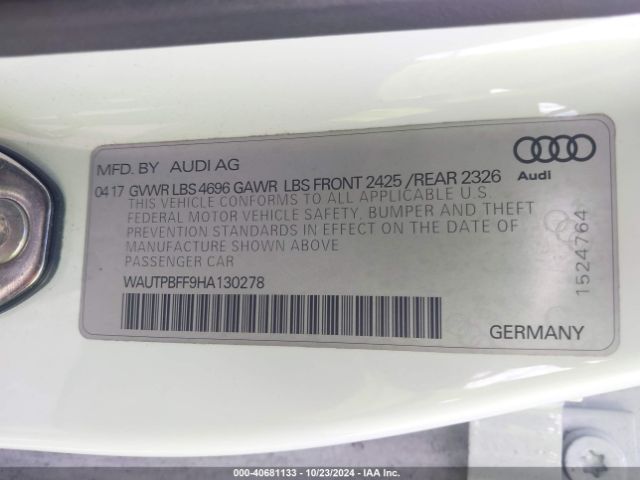 MFD. BY AUDI AG
Audi
04 17 GVWR LBS 4696 GAWR LBS FRONT 2425 /REAR 2326
THIS VEHICLE CONFORMS TO ALL APPLICABLE U.S.
FEDERAL MOTOR VEHICLE SAFETY, BUMPER AND THEFT
PREVENTION STANDARDS IN EFFECT ON THE DATE OF
MANUFACTURE SHOWN ABOVE
PASSENGER CAR
WAUTPBFF9HA130278
1524764
GERMANY
000-40681133 - 10/23/2024 - IAA Inc.